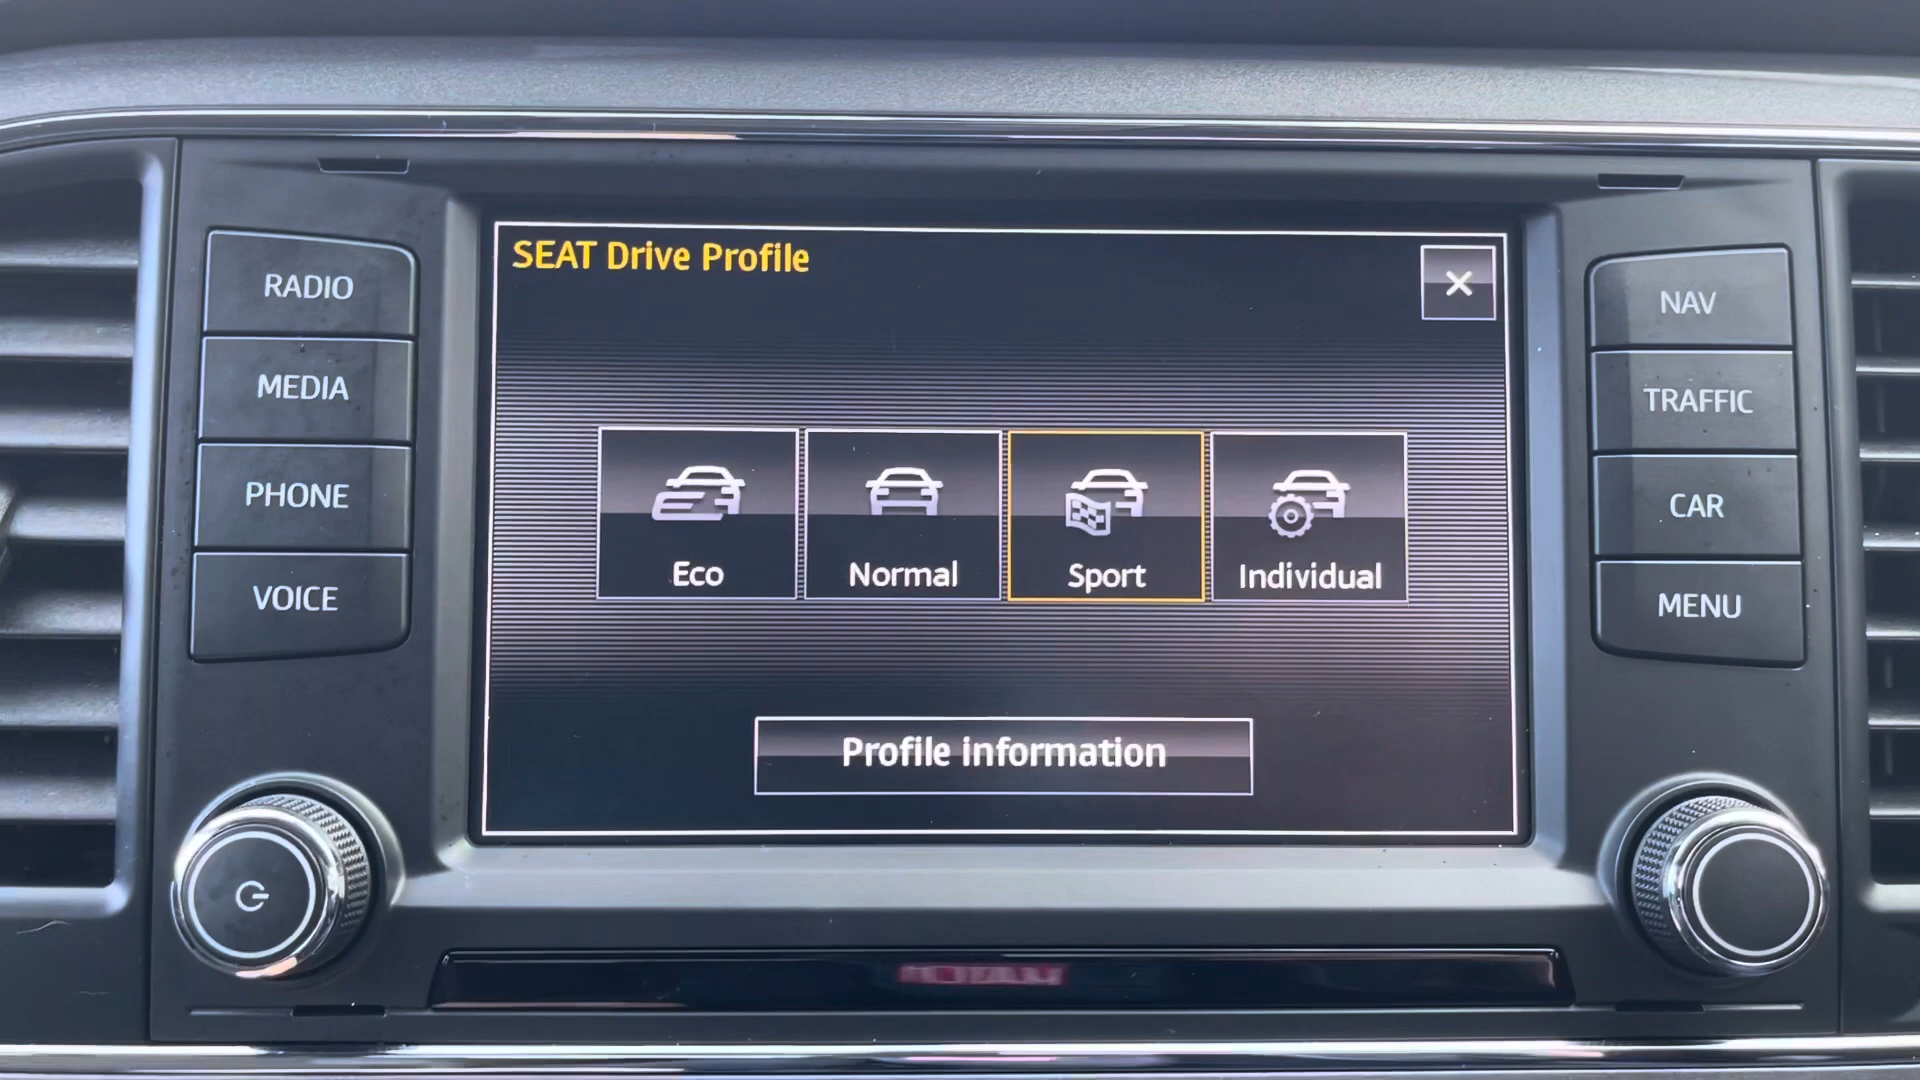 SEAT Drive Profile
RADIO
MEDIA
PHONE
VOICE
Eco
Normal
Sport
Individual
Profile information
NAV
TRAFFIC
CAR
MENU